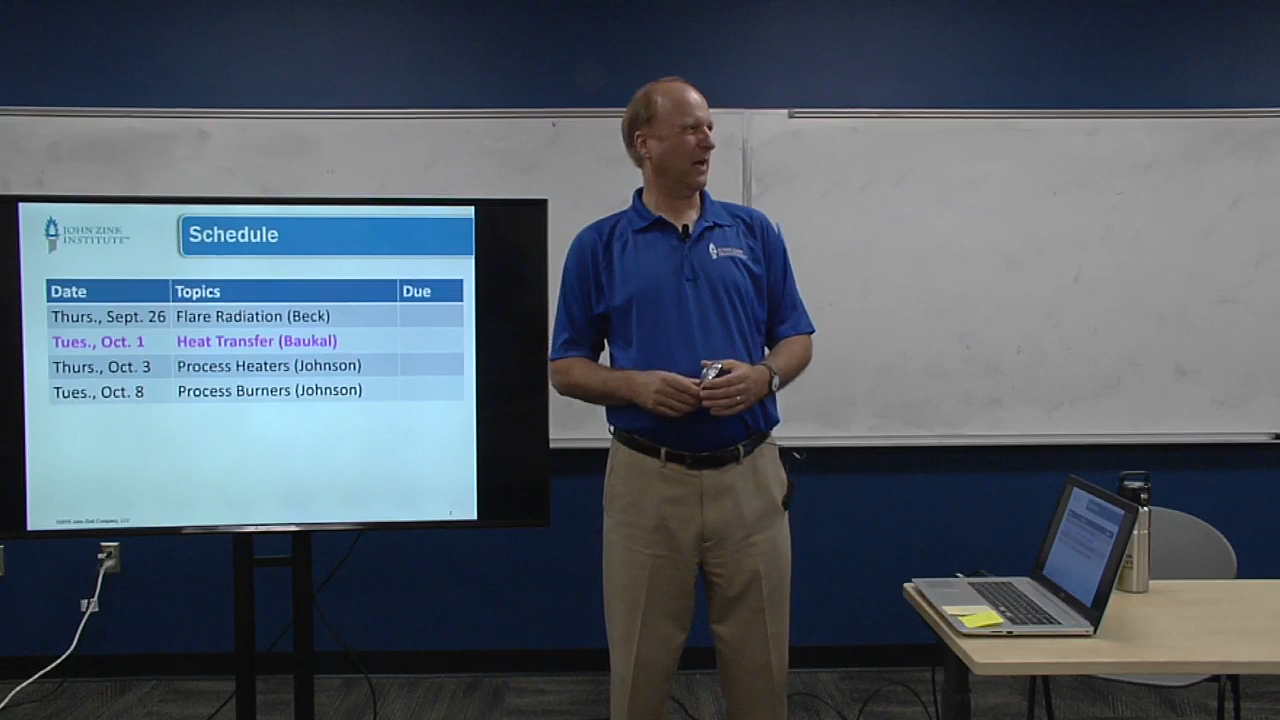 JOHN ZINK
INSTITUTE
Schedule
Date Topics Due
Thurs., Sept. 26 Flare Radiation (Beck)
Tues., Oct. 1 Heat Transfer (Baukal)
Thurs., Oct. 3 Process Heaters (Johnson)
Tues., Oct. 8 Process Burners (Johnson)